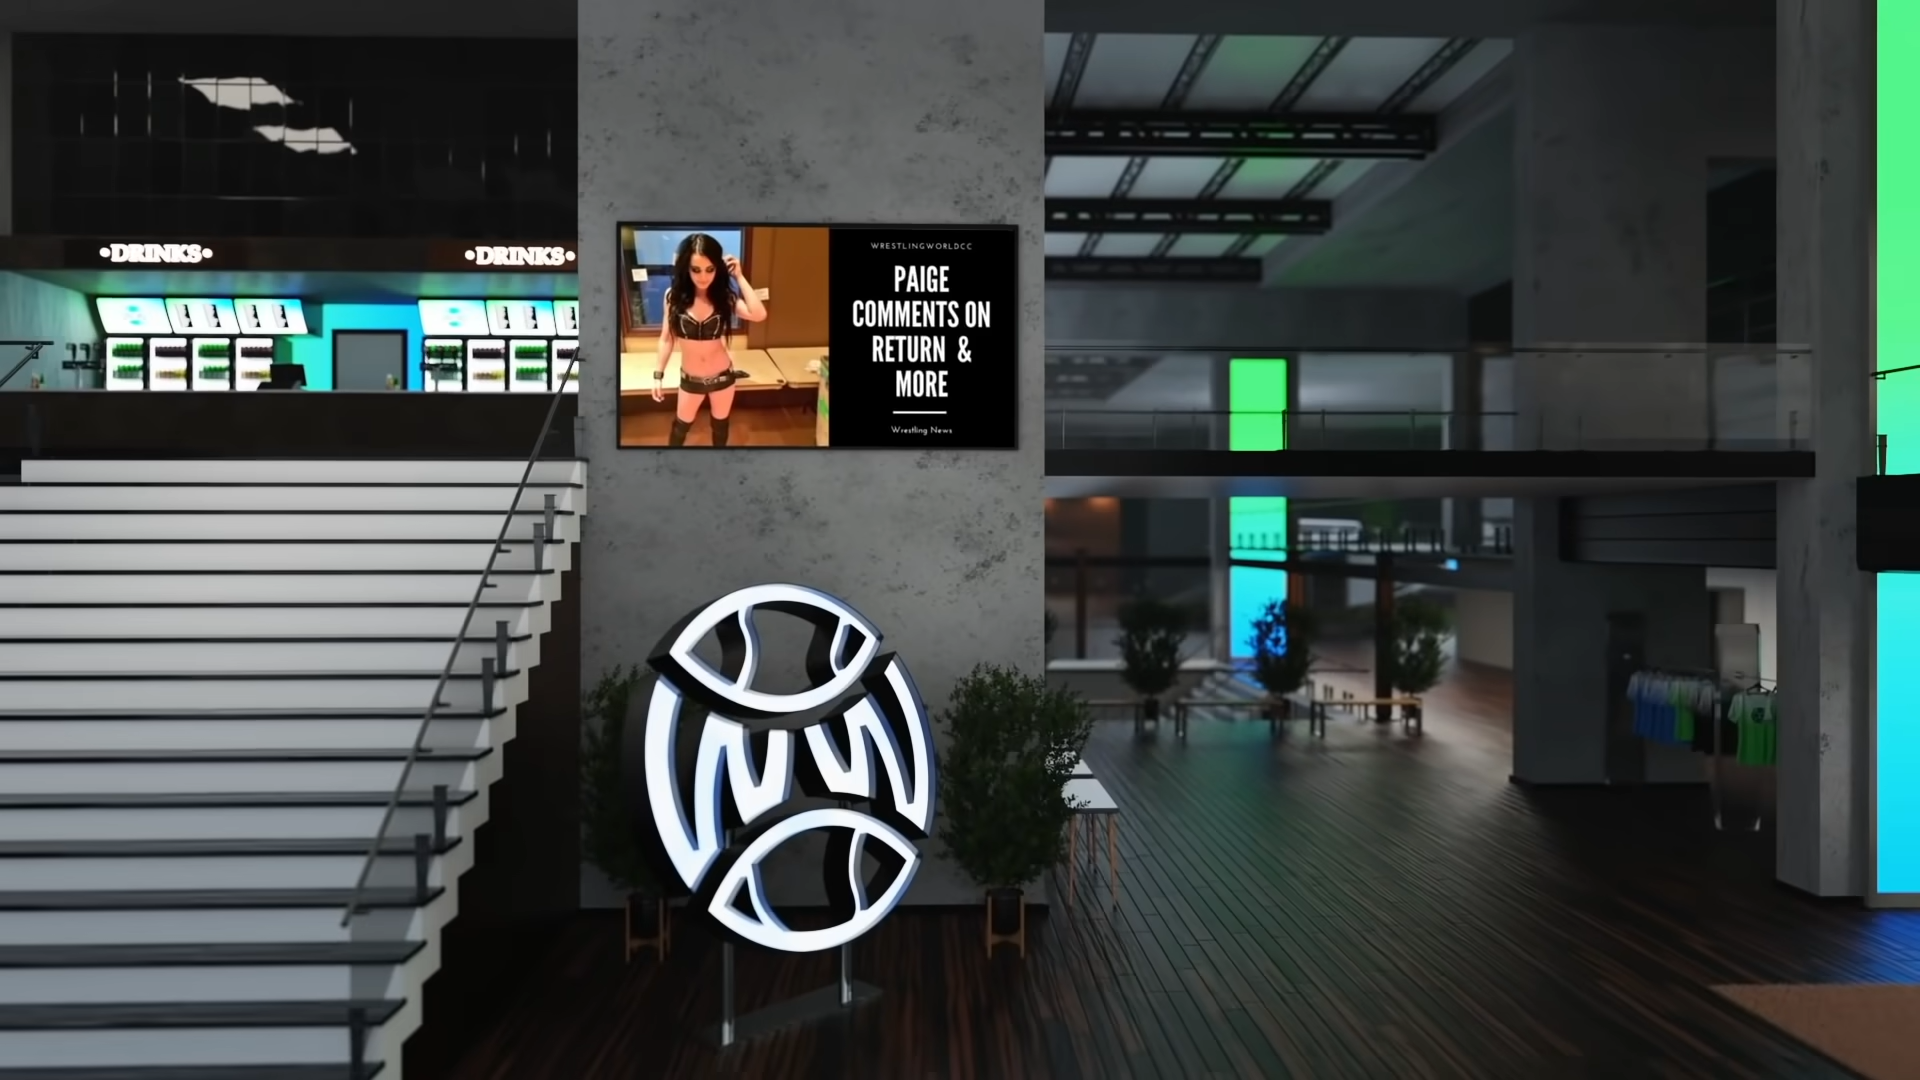 •DRINKS•
•DRINKS•
WRESTLINGWORLDCC
PAIGE
COMMENTS ON
RETURN &
MORE
Wrestling News